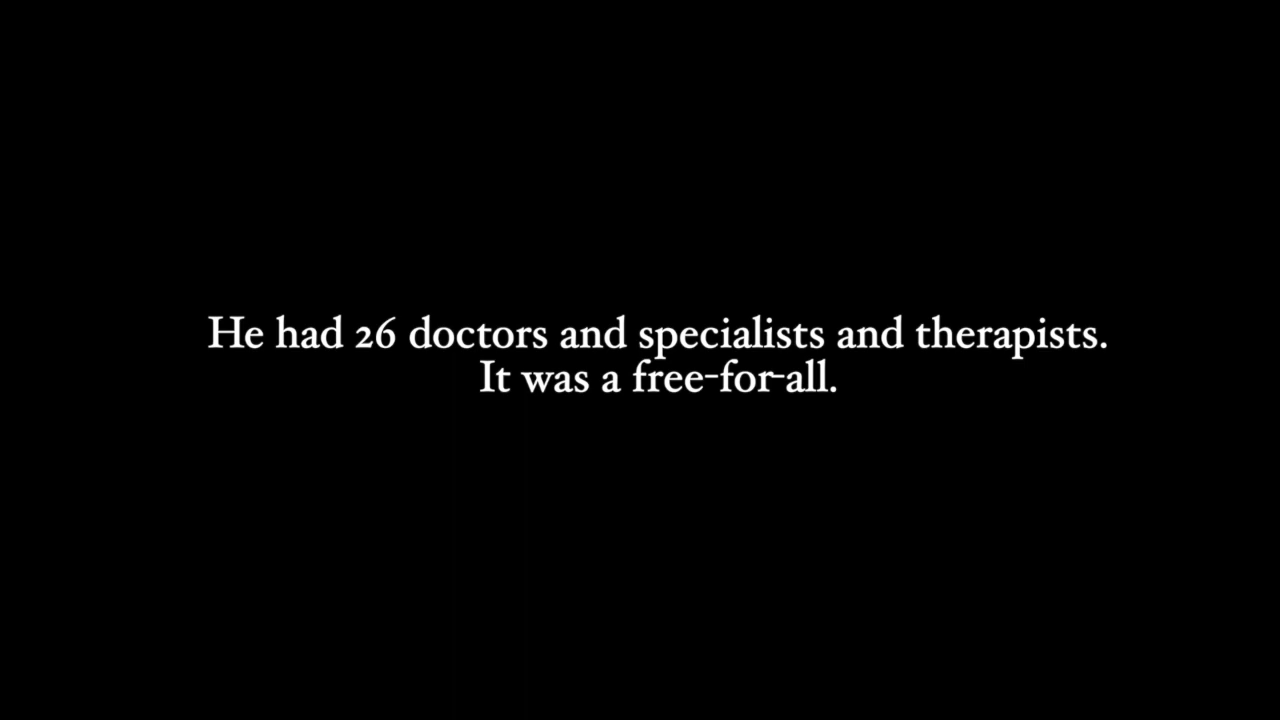 He had 26 doctors and specialists and therapists.
It was a free-for-all.